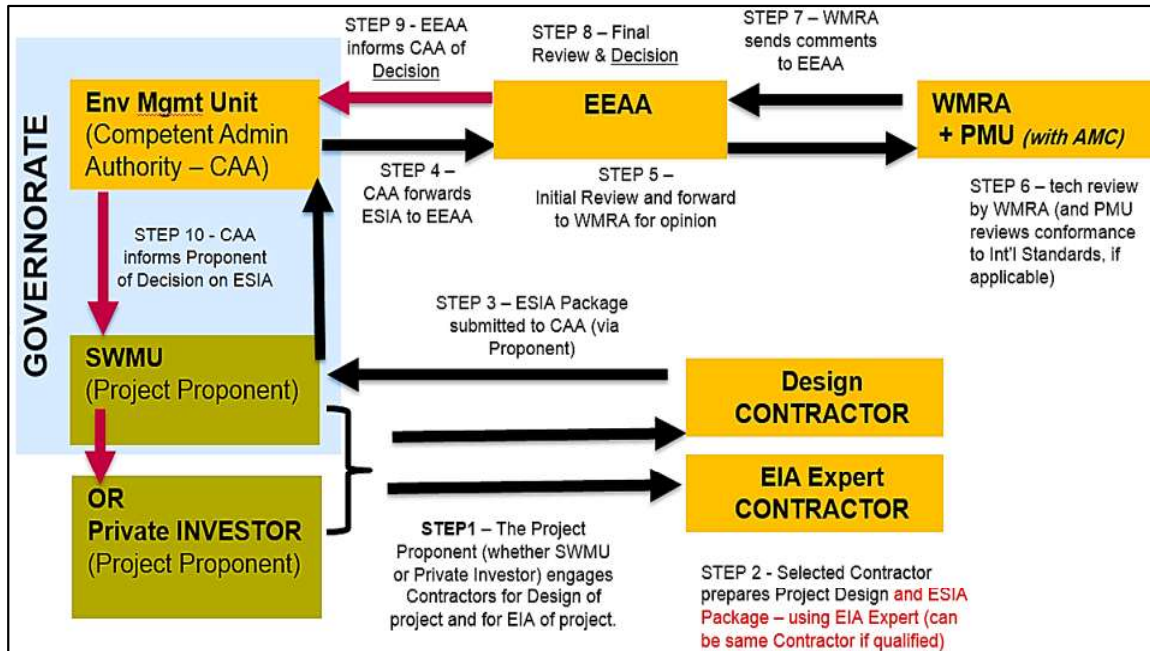 STEP 9 - EEAA
informs CAA of
Decision
STEP 8 – Final
Review & Decision
STEP 7 – WMRA
sends comments
to EEAA
GOVERNORATE
Env Mgmt Unit
(Competent Admin
Authority – CAA)
EEAA
WMRA
+ PMU (with AMC)
STEP 4 –
CAA forwards
ESIA to EEAA
STEP 5 -
Initial Review and forward
to WMRA for opinion
STEP 6 – tech review
by WMRA (and PMU
reviews conformance
to Int'l Standards, if
applicable)
STEP 10 - CAA
informs Proponent
of Decision on ESIA
STEP 3 – ESIA Package
submitted to CAA (via
Proponent)
SWMU
(Project Proponent)
Design
CONTRACTOR
EIA Expert
CONTRACTOR
OR
Private INVESTOR
(Project Proponent)
STEP1 – The Project
Proponent (whether SWMU
or Private Investor) engages
Contractors for Design of
project and for EIA of project.
STEP 2 - Selected Contractor
prepares Project Design and ESIA
Package – using EIA Expert (can
be same Contractor if qualified)